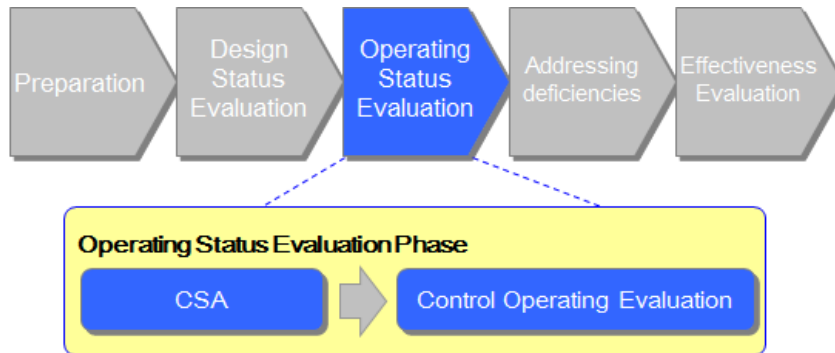 Preparation
Design
Status
Evaluation
Operating
Status
Evaluation
Addressing
deficiencies
Effectiveness
Evaluation
Operating Status Evaluation Phase
CSA
Control Operating Evaluation